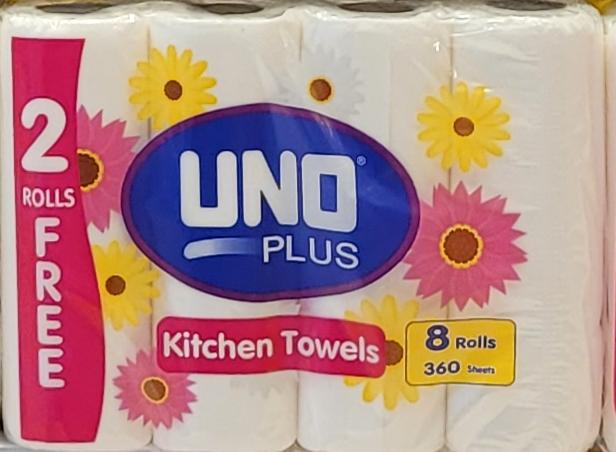 2
ROLLS
FREE
UNO®
PLUS
Kitchen Towels
8 Rolls
360 Sheets